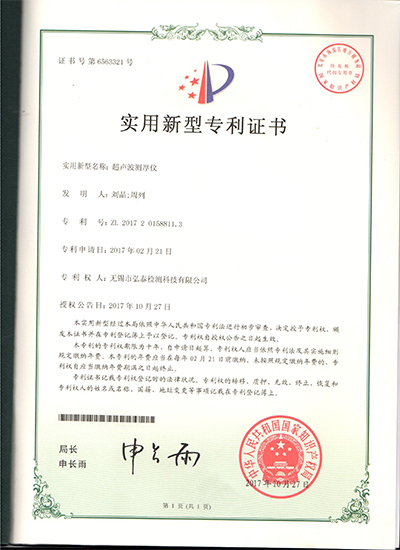 证书号第6563321号
实用新型专利证书
实用新型名称：超声波测厚仪
发 明 人：刘晶;周列
专 利 号：ZL 2017 2 0158811.3
专利申请日：2017年02月21日
专 利 权 人：无锡市弘泰检测科技有限公司
授权公告日：2017年10月27日
本实用新型经过本局依照中华人民共和国专利法进行初步审查，决定授予专利权，颁
发本证书并在专利登记簿上予以登记。专利权自授权公告之日起生效。
本专利的专利权期限为十年，自申请日起算。专利权人应当依照专利法及其实施细则
规定缴纳年费。本专利的年费应当在每年02月21日前缴纳。未按照规定缴纳年费的，专
利权自应当缴纳年费期满之日起终止。
专利证书记载专利权登记时的法律状况。专利权的转移、质押、无效、终止、恢复和
专利权人的姓名或名称、国籍、地址变更等事项记载在专利登记簿上。
局长
申长雨
申长雨
中华人民共和国国家知识产权局
2017年10月27日
第 1 页 (共 1 页)